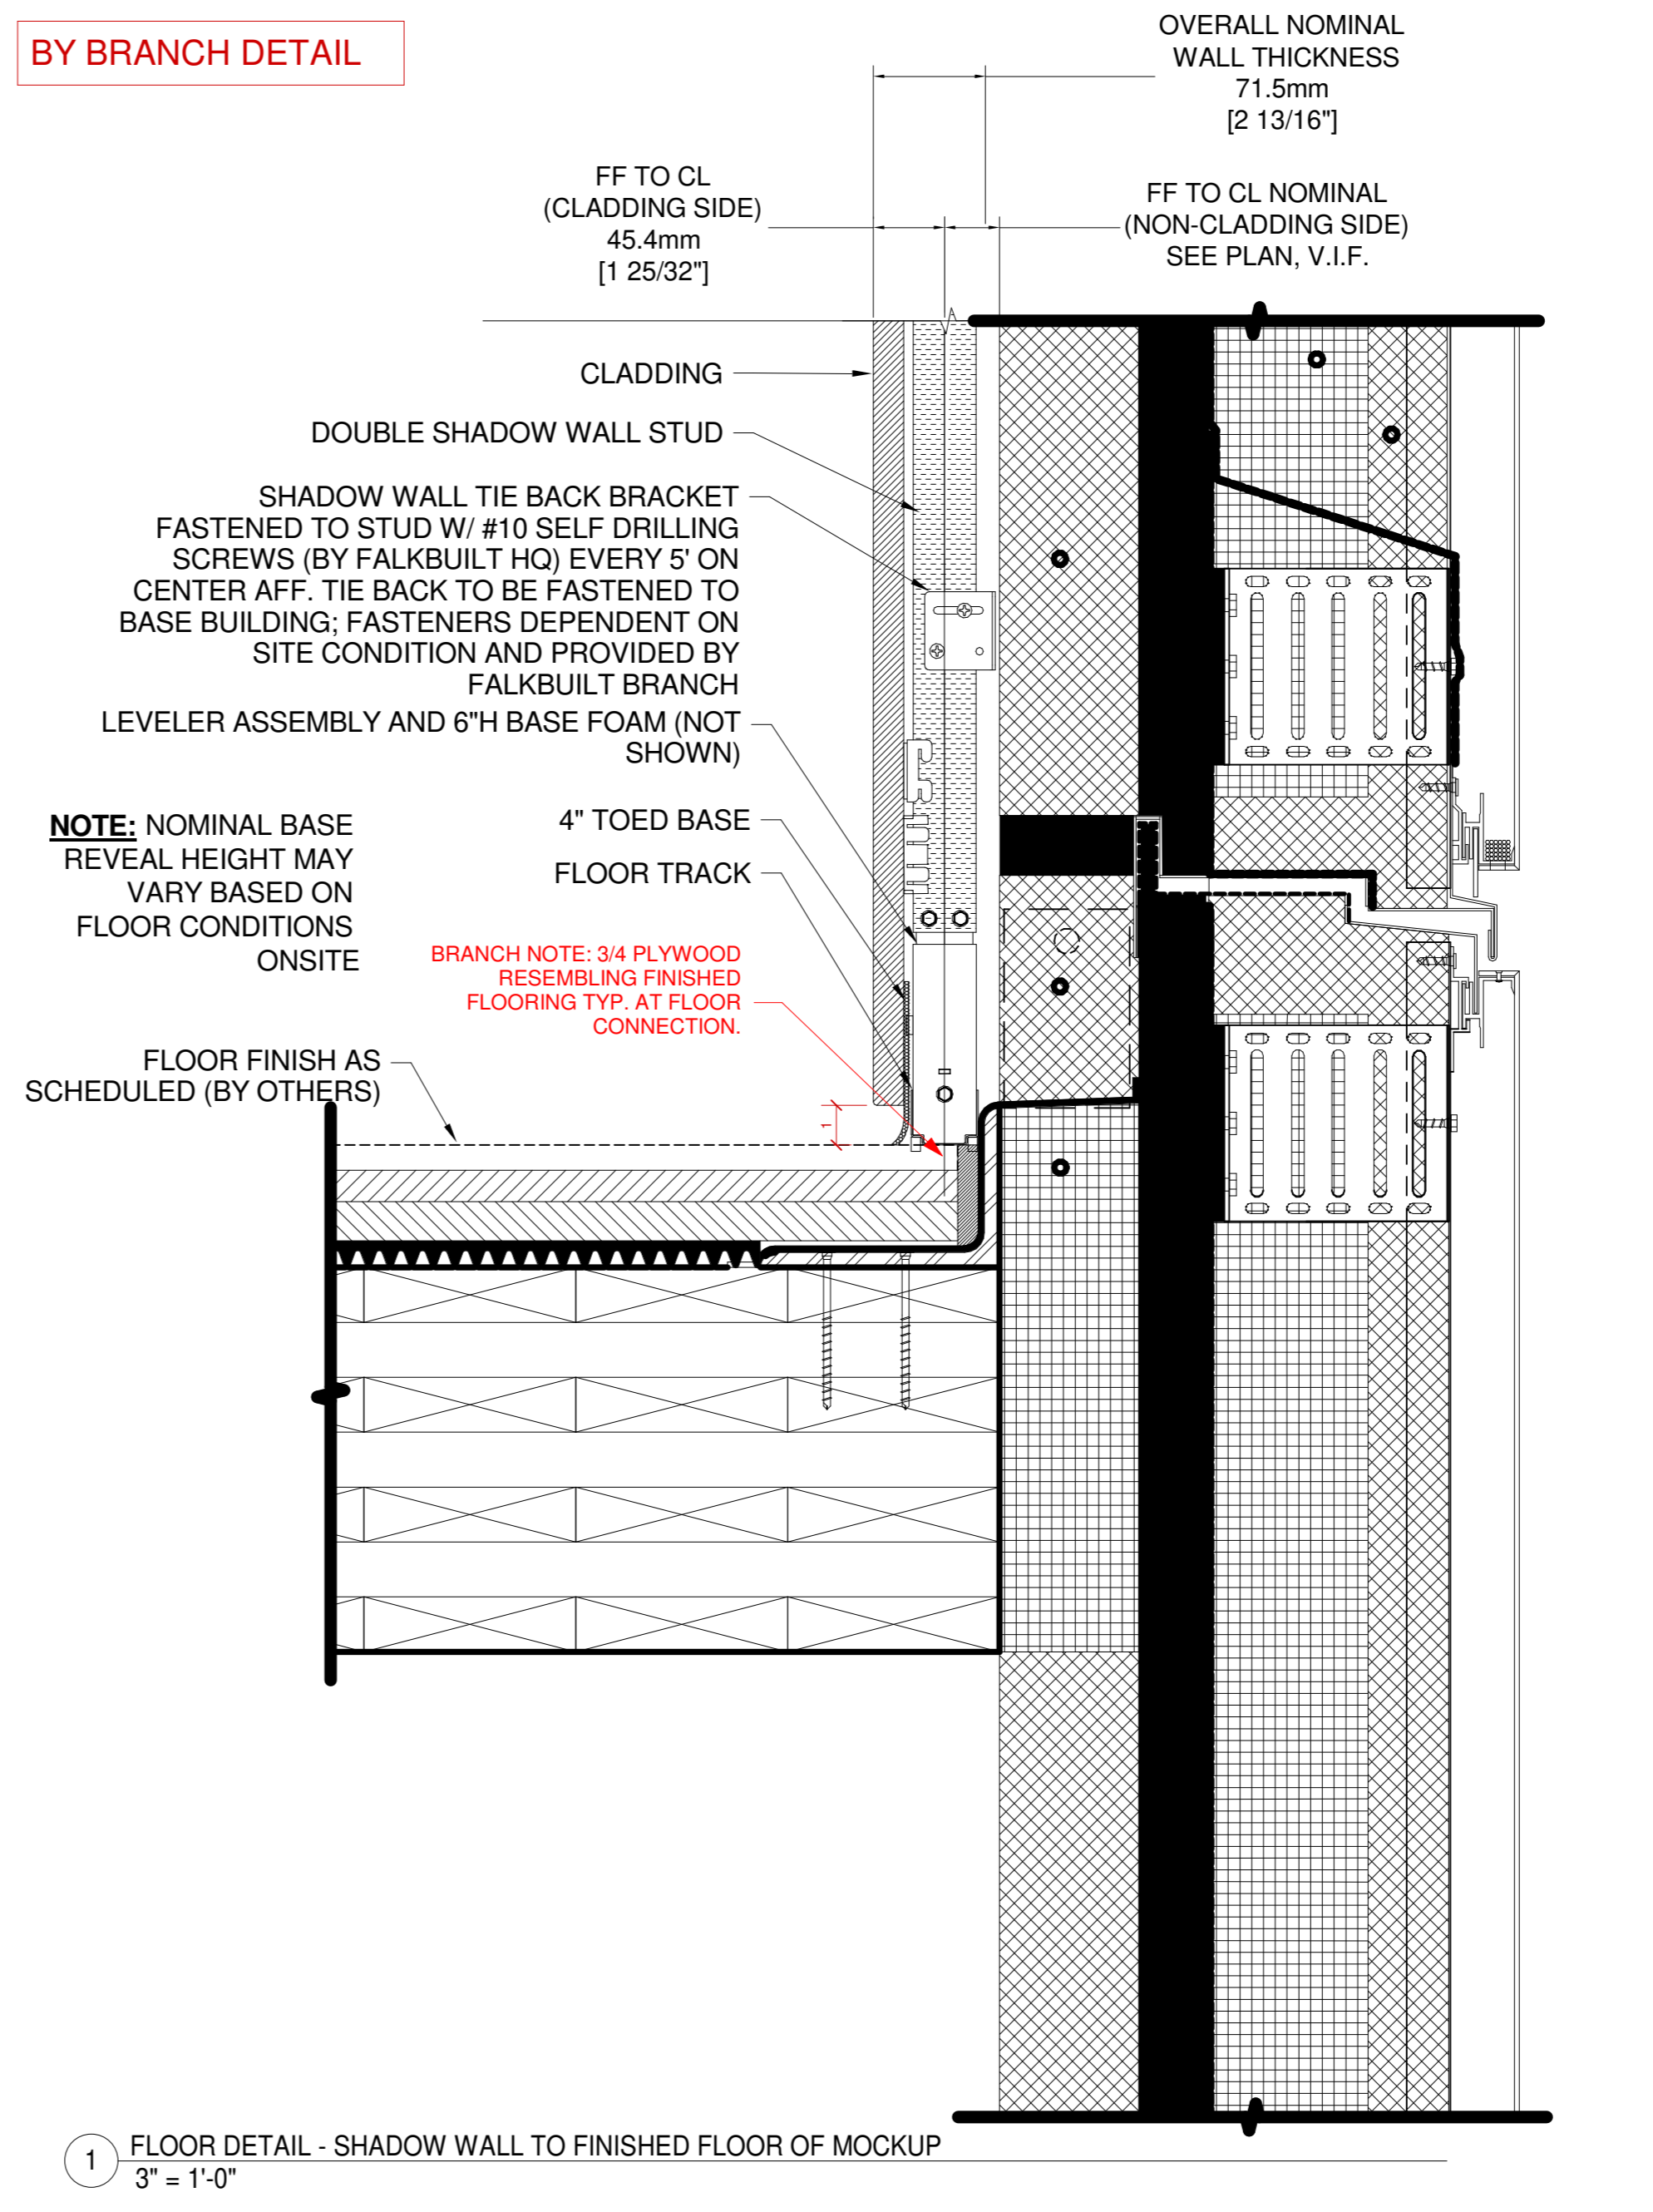 BY BRANCH DETAIL
OVERALL NOMINAL
WALL THICKNESS
71.5mm
[2 13/16"]
FF TO CL
(CLADDING SIDE)
45.4mm
[1 25/32"]
FF TO CL NOMINAL
(NON-CLADDING SIDE)
SEE PLAN, V.I.F.
CLADDING
DOUBLE SHADOW WALL STUD
SHADOW WALL TIE BACK BRACKET
FASTENED TO STUD W/ #10 SELF DRILLING
SCREWS (BY FALKBUILT HQ) EVERY 5' ON
CENTER AFF. TIE BACK TO BE FASTENED TO
BASE BUILDING; FASTENERS DEPENDENT ON
SITE CONDITION AND PROVIDED BY
FALKBUILT BRANCH
LEVELER ASSEMBLY AND 6"H BASE FOAM (NOT
SHOWN)
4" TOED BASE
FLOOR TRACK
NOTE: NOMINAL BASE
REVEAL HEIGHT MAY
VARY BASED ON
FLOOR CONDITIONS
ONSITE
BRANCH NOTE: 3/4 PLYWOOD
RESEMBLING FINISHED
FLOORING TYP. AT FLOOR
CONNECTION.
FLOOR FINISH AS
SCHEDULED (BY OTHERS)
1
1
FLOOR DETAIL - SHADOW WALL TO FINISHED FLOOR OF MOCKUP
3" = 1'-0"